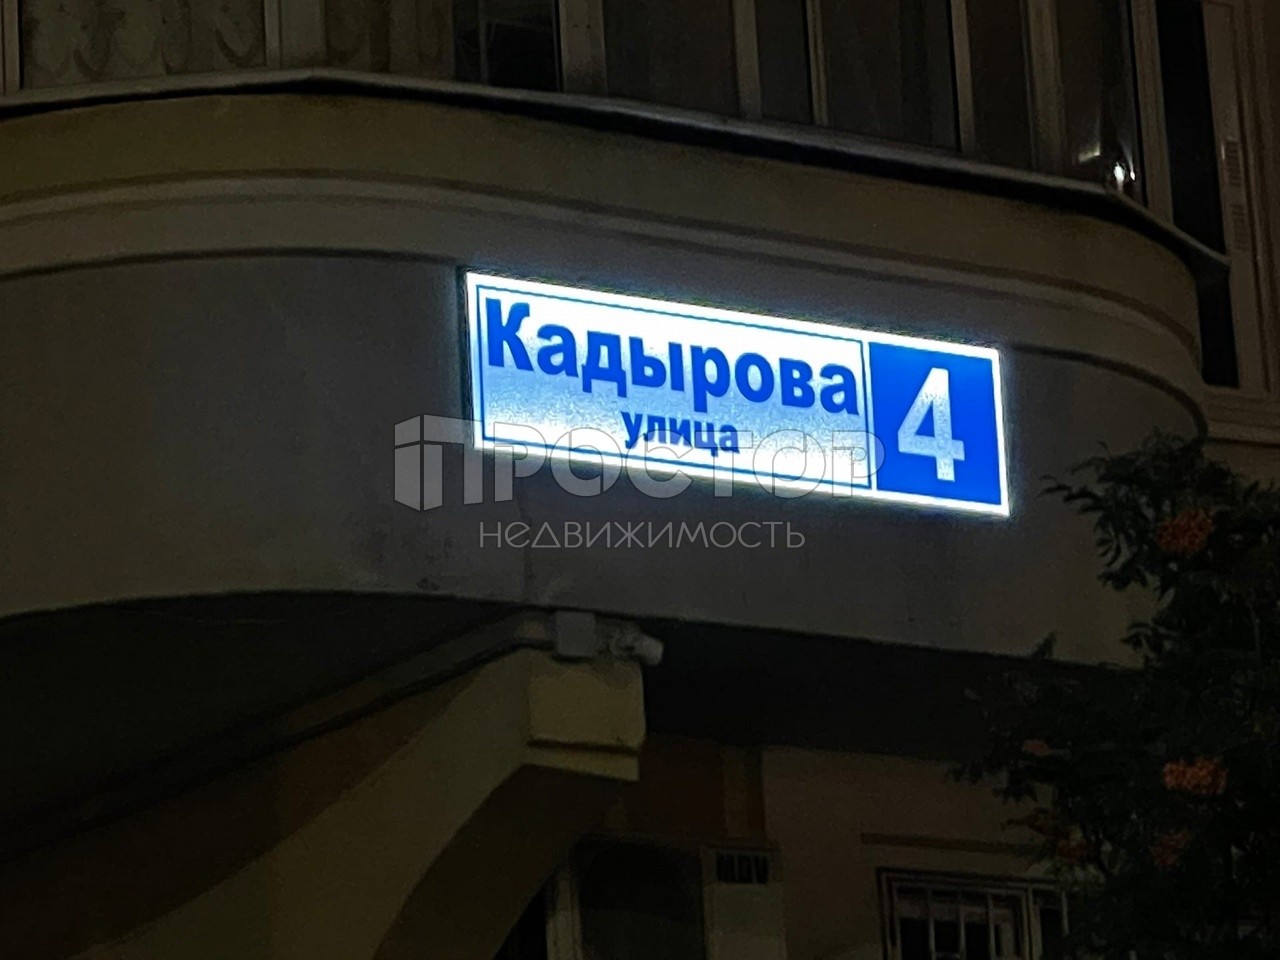 Кадырова
улица
4
ПРОСТОР
НЕДВИЖИМОСТЬ